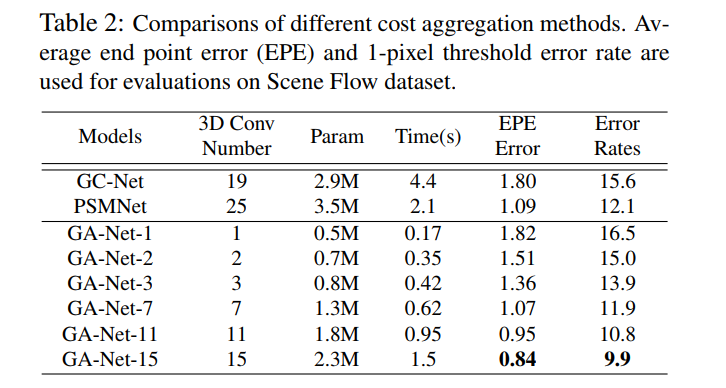 Table 2: Comparisons of different cost aggregation methods. Av-
erage end point error (EPE) and 1-pixel threshold error rate are
used for evaluations on Scene Flow dataset.
Models 3D Conv Number Param Time(s) EPE Error Error Rates
GC-Net 19 2.9M 4.4 1.80 15.6
PSMNet 25 3.5M 2.1 1.09 12.1
GA-Net-1 1 0.5M 0.17 1.82 16.5
GA-Net-2 2 0.7M 0.35 1.51 15.0
GA-Net-3 3 0.8M 0.42 1.36 13.9
GA-Net-7 7 1.3M 0.62 1.07 11.9
GA-Net-11 11 1.8M 0.95 0.95 10.8
GA-Net-15 15 2.3M 1.5 0.84 9.9